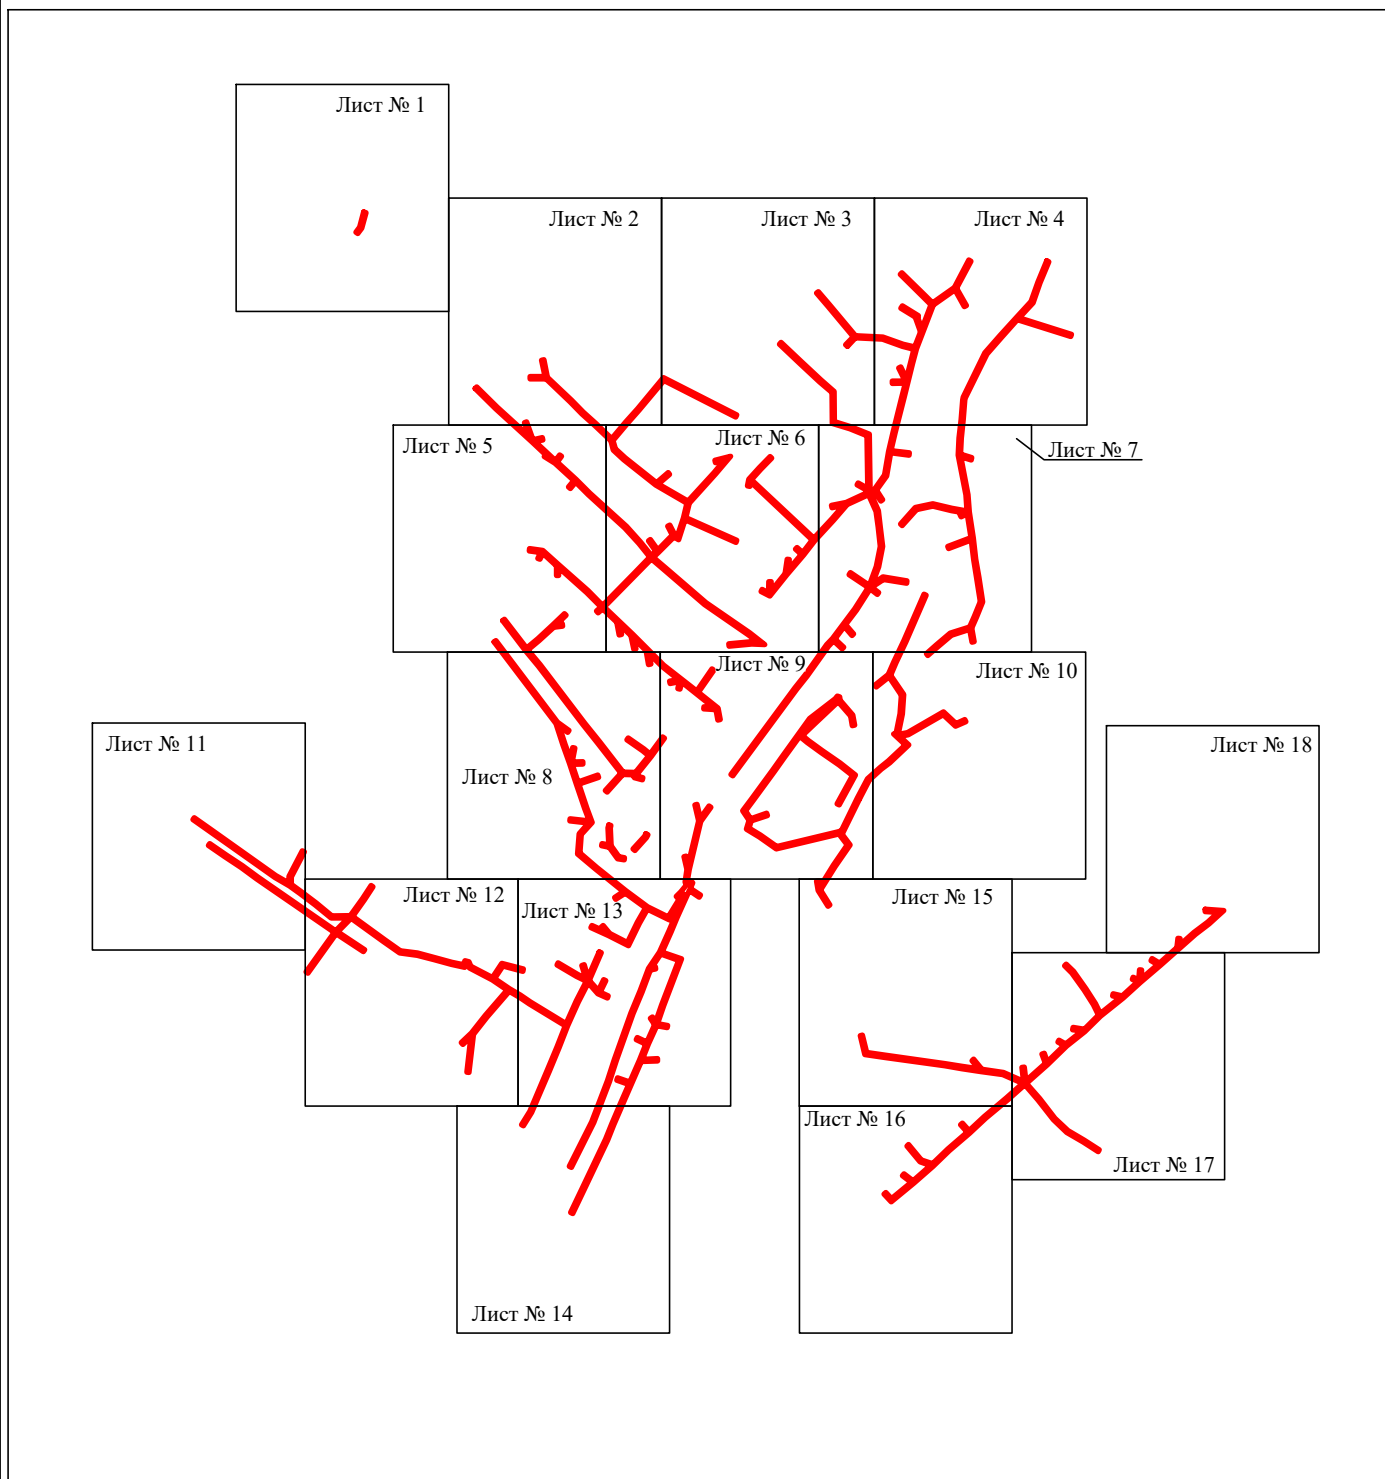 Лист № 1
Лист № 2
Лист № 3
Лист № 4
Лист № 5
Лист № 6
Лист № 7
Лист № 8
Лист № 9
Лист № 10
Лист № 11
Лист № 18
Лист № 12
Лист № 13
Лист № 15
Лист № 16
Лист № 17
Лист № 14